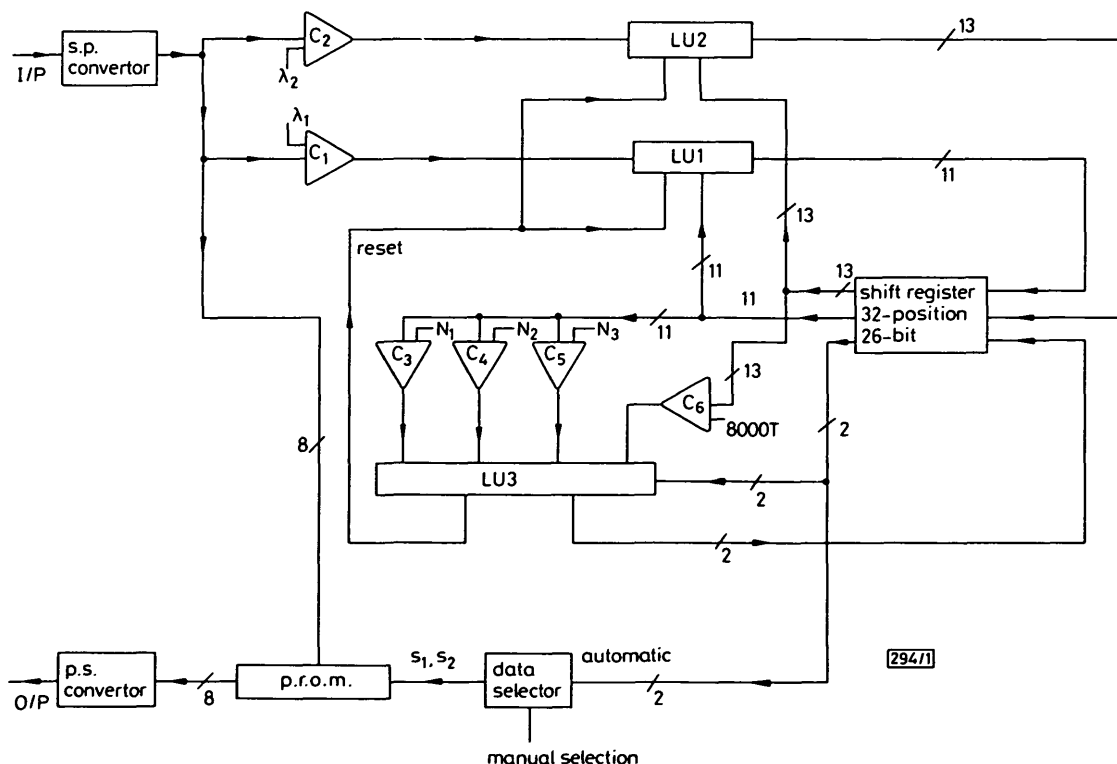 I/P
s.p.
convertor
C2
λ2
LU2
13
λ1
C1
LU1
11
reset
13
11
13
11
shift register
32-position
26-bit
11
N1
N2
N3
C3
C4
C5
C6
13
8000T
8
2
LU3
2
2
p.s.
convertor
O/P
8
p.r.o.m.
s1, s2
data
selector
automatic
2
294/1
manual selection